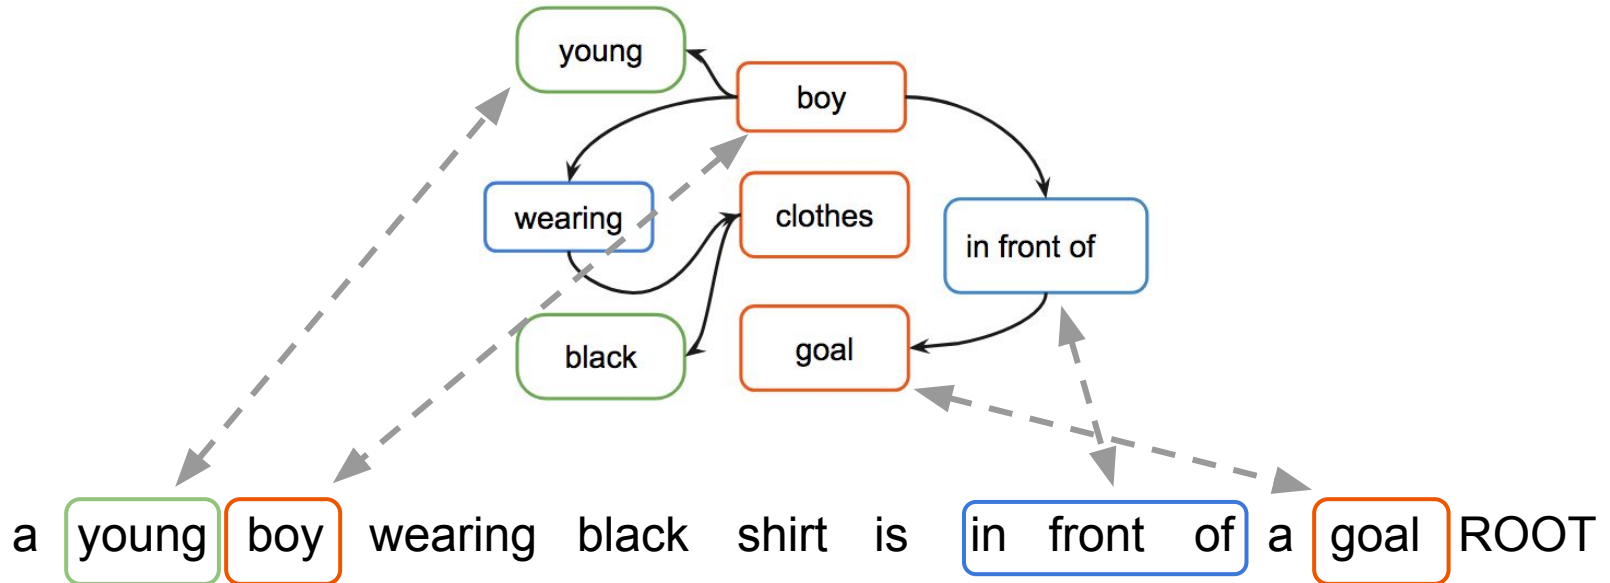 young
boy
wearing
clothes
in front of
black
goal
a young boy wearing black shirt is in front of a goal ROOT